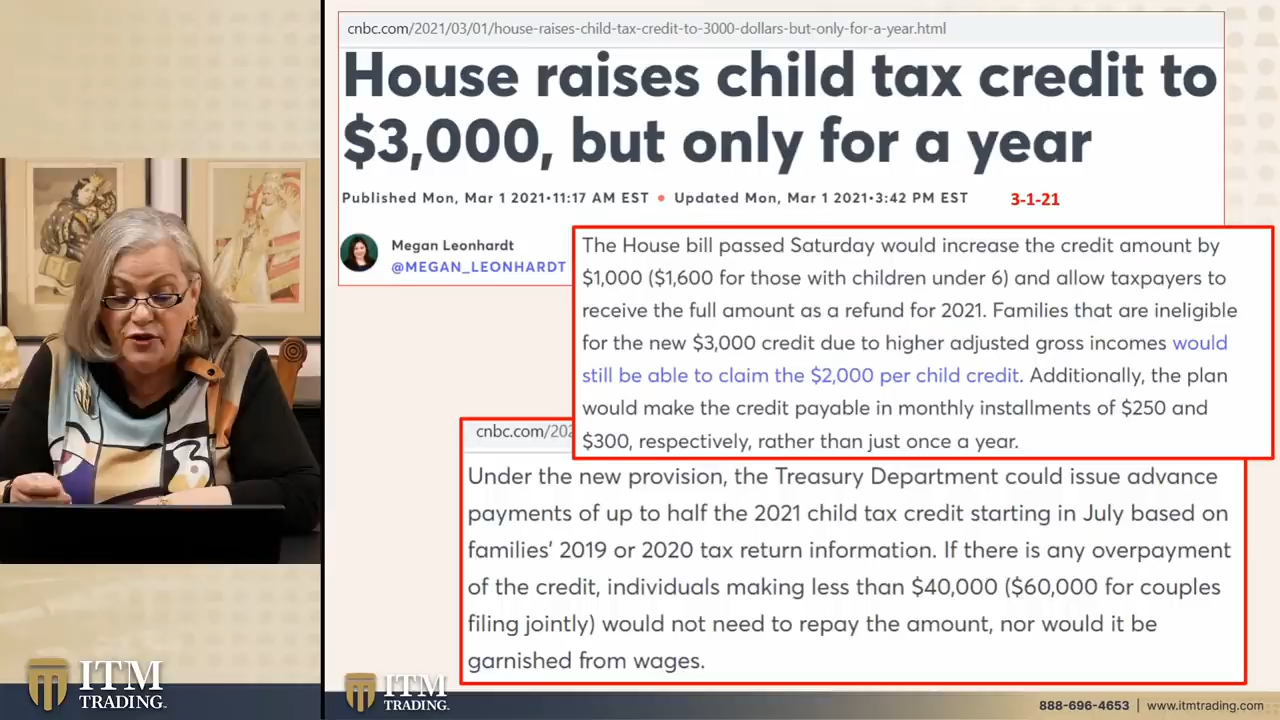 cnbc.com/2021/03/01/house-raises-child-tax-credit-to-3000-dollars-but-only-for-a-year.html
House raises child tax credit to
$3,000, but only for a year
Published Mon, Mar 1 2021•11:17 AM EST • Updated Mon, Mar 1 2021•3:42 PM EST
3-1-21
Megan Leonhardt
@MEGAN_LEONHARDT
The House bill passed Saturday would increase the credit amount by
$1,000 ($1,600 for those with children under 6) and allow taxpayers to
receive the full amount as a refund for 2021. Families that are ineligible
for the new $3,000 credit due to higher adjusted gross incomes would
still be able to claim the $2,000 per child credit. Additionally, the plan
would make the credit payable in monthly installments of $250 and
$300, respectively, rather than just once a year.
cnbc.com/202
Under the new provision, the Treasury Department could issue advance
payments of up to half the 2021 child tax credit starting in July based on
families’ 2019 or 2020 tax return information. If there is any overpayment
of the credit, individuals making less than $40,000 ($60,000 for couples
filing jointly) would not need to repay the amount, nor would it be
garnished from wages.
ITM
TRADING
ITM
TRADING
888-696-4653 | www.itmtrading.com